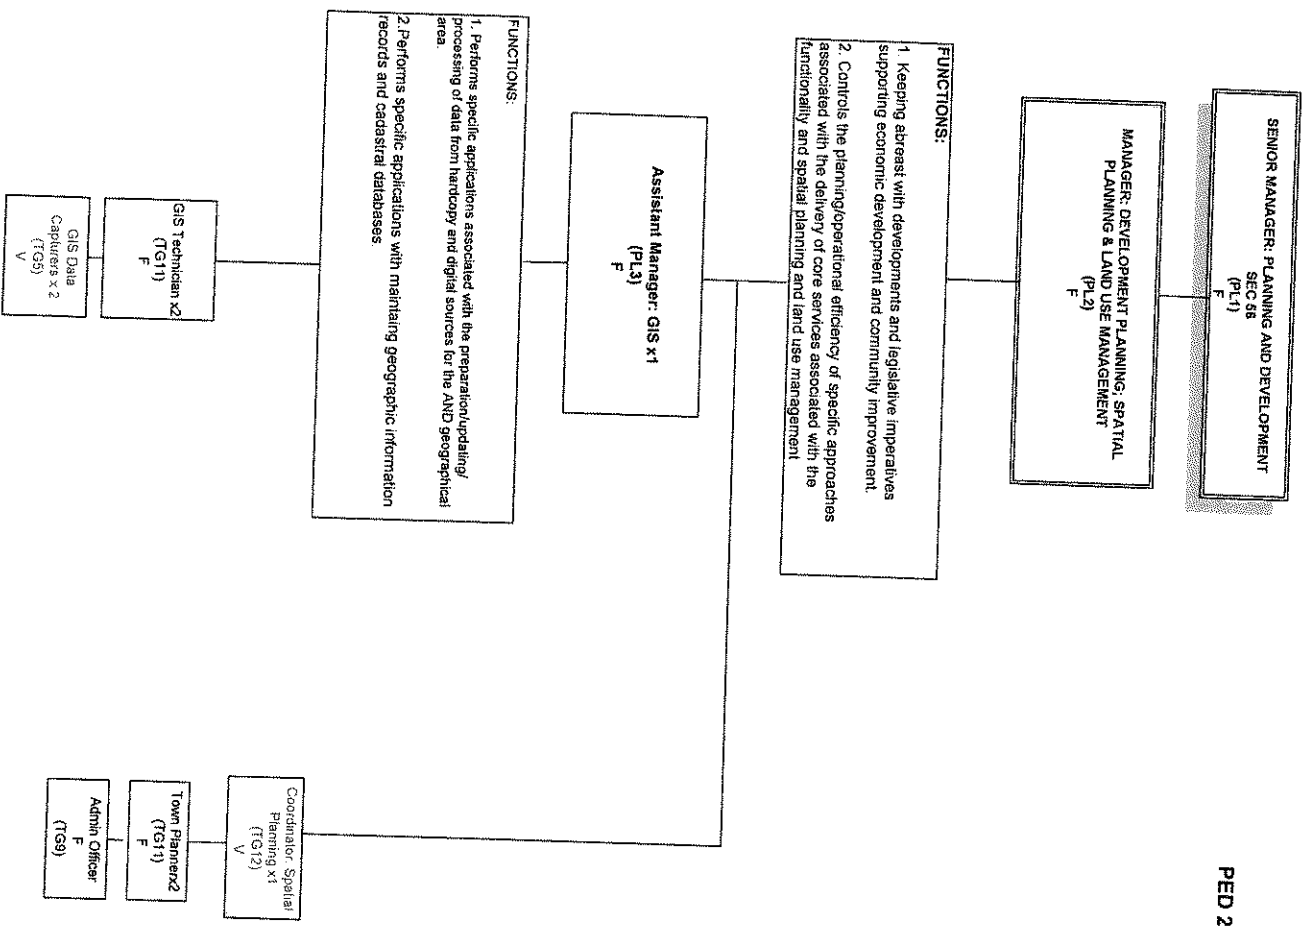 PED 2
SENIOR MANAGER: PLANNING AND DEVELOPMENT
SEC 56
(PL1)
F
MANAGER: DEVELOPMENT PLANNING; SPATIAL
PLANNING & LAND USE MANAGEMENT
(PL2)
F
FUNCTIONS:
1. Keeping abreast with developments and legislative imperatives
supporting economic development and community improvement.
2. Controls the planning/operational efficiency of specific approaches
associated with the delivery of core services associated with the
functionality and spatial planning and land use management
Assistant Manager: GIS x1
(PL3)
F
FUNCTIONS:
1. Performs specific applications associated with the preparation/updating/
processing of data from hardcopy and digital sources for the AND geographical
area.
2.Performs specific applications with maintaing geographic information
records and cadastral databases.
GIS Technician x2
(TG11)
F
GIS Data
Capturers x 2
(TG5)
V
Coordinator: Spatial
Planning x1
(TG12)
V
Town Plannerx2
(TG11)
F
Admin Officer
F
(TG9)